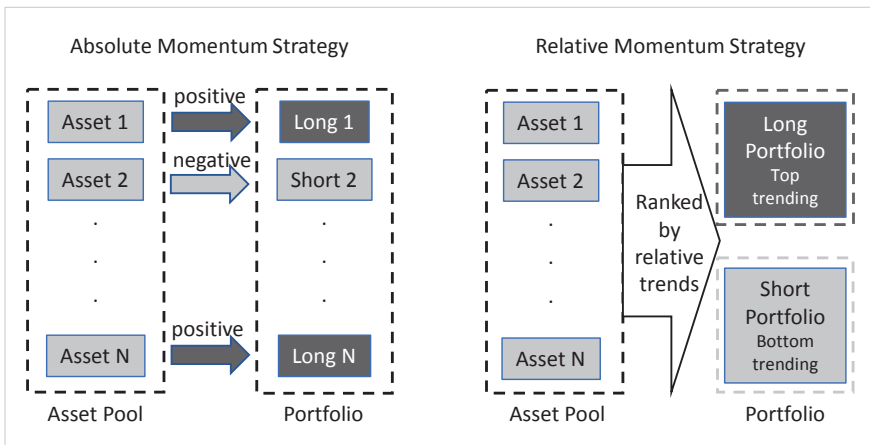 Absolute Momentum Strategy
positive
Asset 1
Long 1
negative
Asset 2
Short 2
.
.
.
.
.
.
positive
Asset N
Long N
Asset Pool
Portfolio
Relative Momentum Strategy
Asset 1
Asset 2
.
.
.
Asset N
Asset Pool
Ranked
by
relative
trends
Long
Portfolio
Top
trending
Short
Portfolio
Bottom
trending
Portfolio